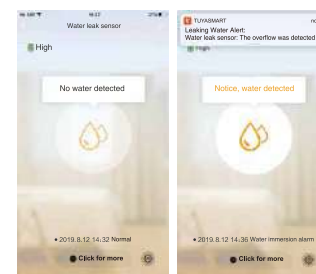 Water leak sensor
High
No water detected
• 2019.8.12 14:32 Normal
Click for more
TUYASMART
Leaking Water Alert:
Water leak sensor: The overflow was detected
High
Notice, water detected
• 2019.8.12 14:36 Water immersion alarm
Click for more